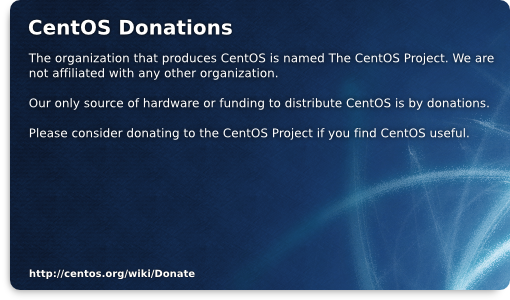 CentOS Donations
The organization that produces CentOS is named The CentOS Project. We are
not affiliated with any other organization.
Our only source of hardware or funding to distribute CentOS is by donations.
Please consider donating to the CentOS Project if you find CentOS useful.
http://centos.org/wiki/Donate